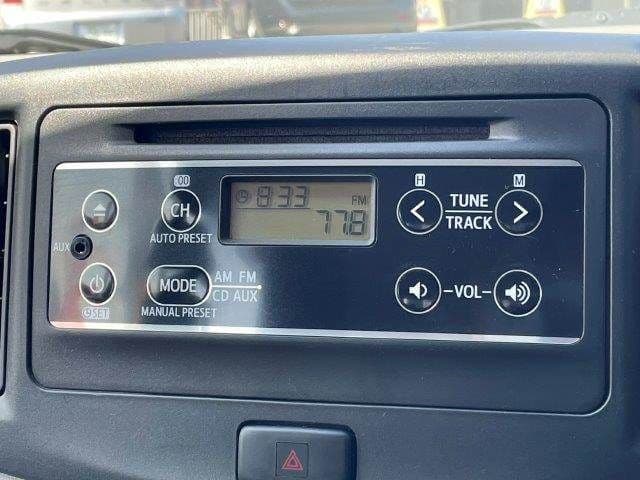 :00
H
M
8:33
FM
CH
TUNE
77.8
TRACK
AUTO PRESET
AUX
MODE
AM FM
CD AUX
VOL
SET
MANUAL PRESET